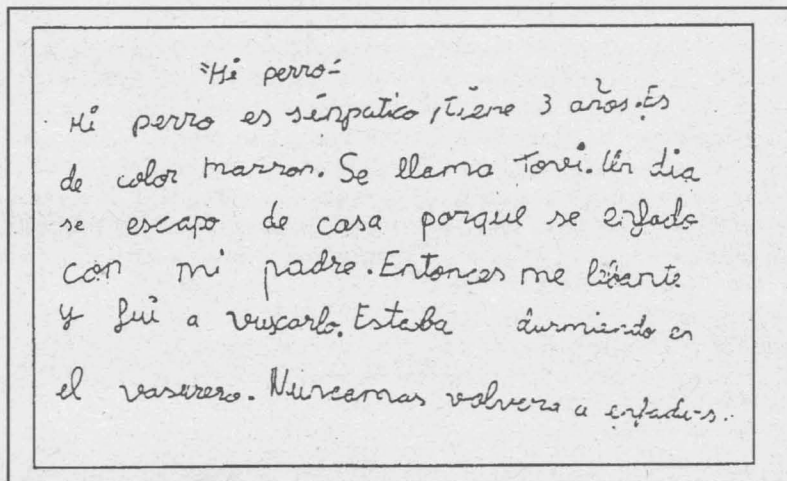 "Mi perro"
Mi perro es sinpatico, tiene 3 años. Es
de color marron. Se llama Tovi. Un dia
se escapo de casa porque se enfado
con mi padre. Entonces me libante
y fui a vuscarlo. Estaba durmiendo en
el vasurero. Nuncamas volvera a